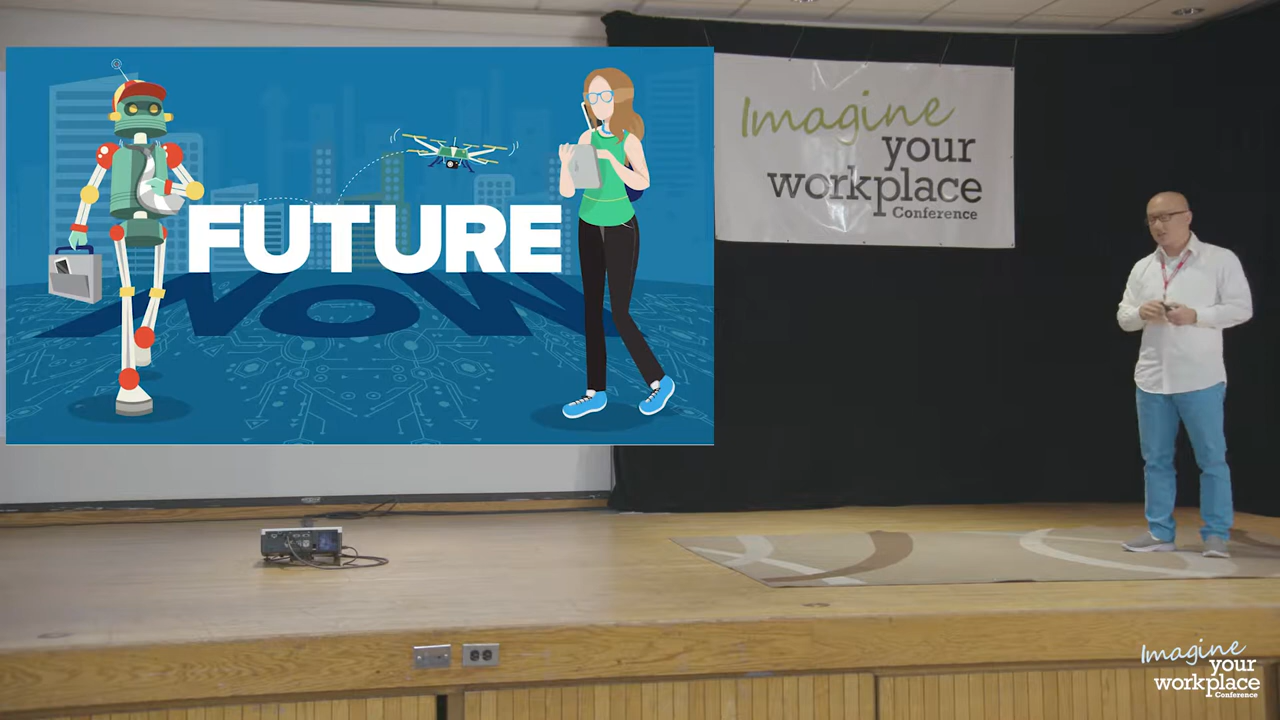 FUTURE
NOW
Imagine
your
workplace
Conference
Imagine
your
workplace
Conference